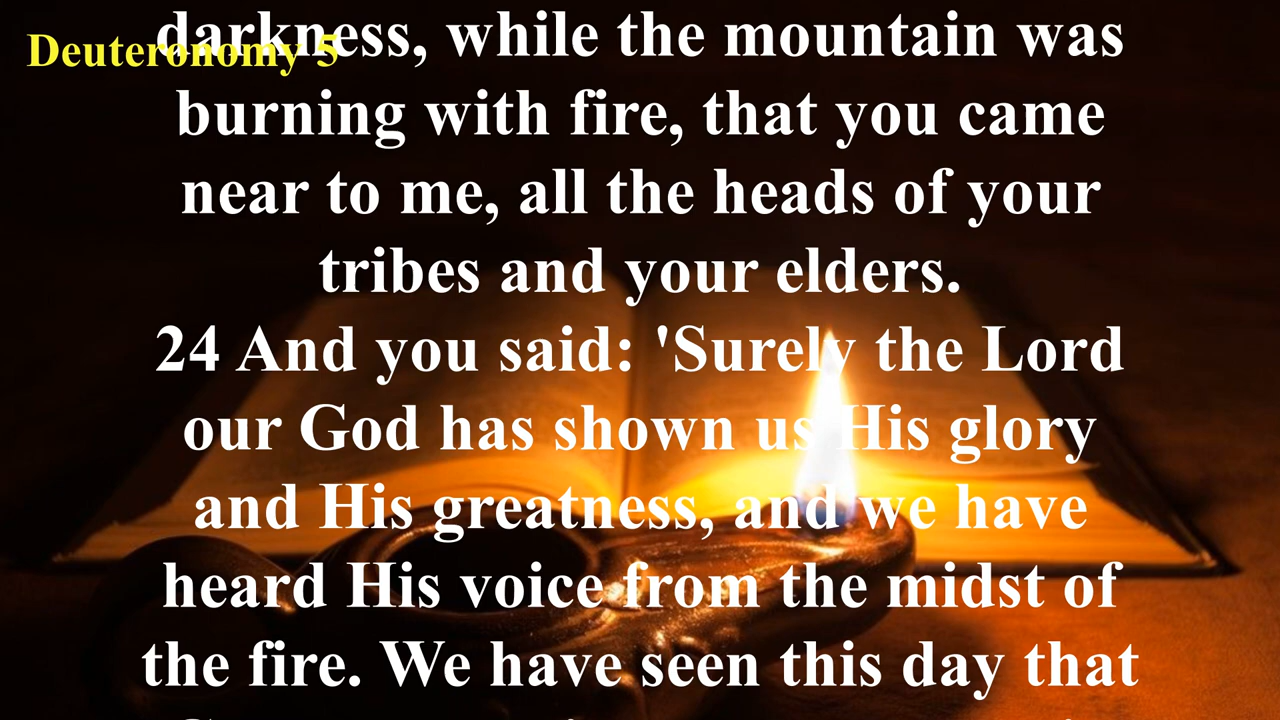 Deuteronomy 5
darkness, while the mountain was
burning with fire, that you came
near to me, all the heads of your
tribes and your elders.
24 And you said: 'Surely the Lord
our God has shown us His glory
and His greatness, and we have
heard His voice from the midst of
the fire. We have seen this day that